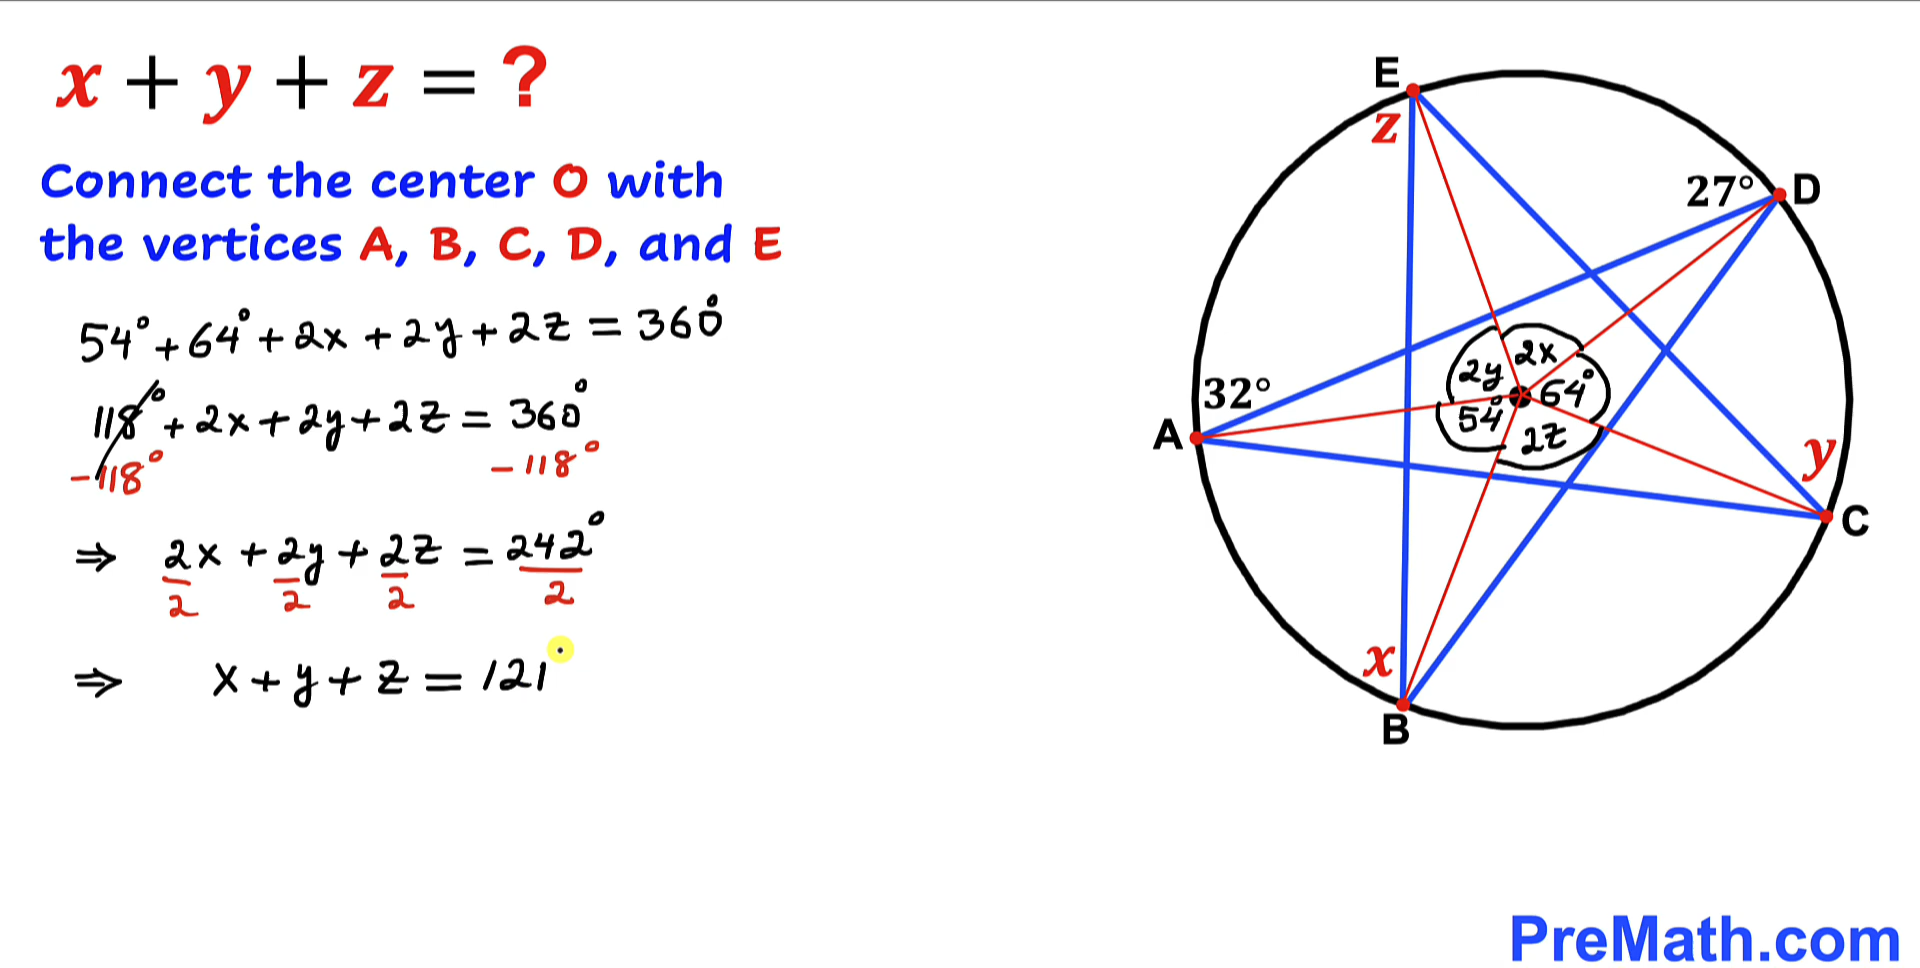 x + y + z = ?
Connect the center O with
the vertices A, B, C, D, and E
54° + 64° + 2x + 2y + 2z = 360°
118° + 2x + 2y + 2z = 360°
-118° -118°
⇒ 2x + 2y + 2z = 242°
2 2 2 2
⇒ x + y + z = 121°
E
z
27° D
2x
2y
32° 64°
54°
A 2z
y
C
x
B
PreMath.com